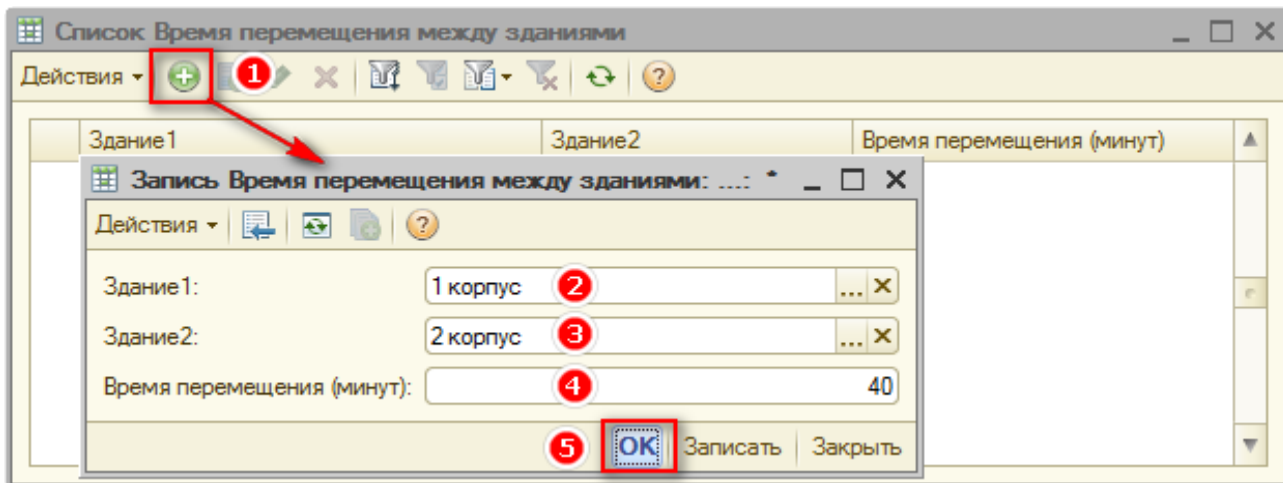 Список Время перемещения между зданиями
Действия 1
Здание1 Здание2 Время перемещения (минут)
Запись Время перемещения между зданиями: ...: *
Действия
Здание1: 1 корпус 2 ...
Здание2: 2 корпус 3 ...
Время перемещения (минут): 4 40
5 OK Записать Закрыть